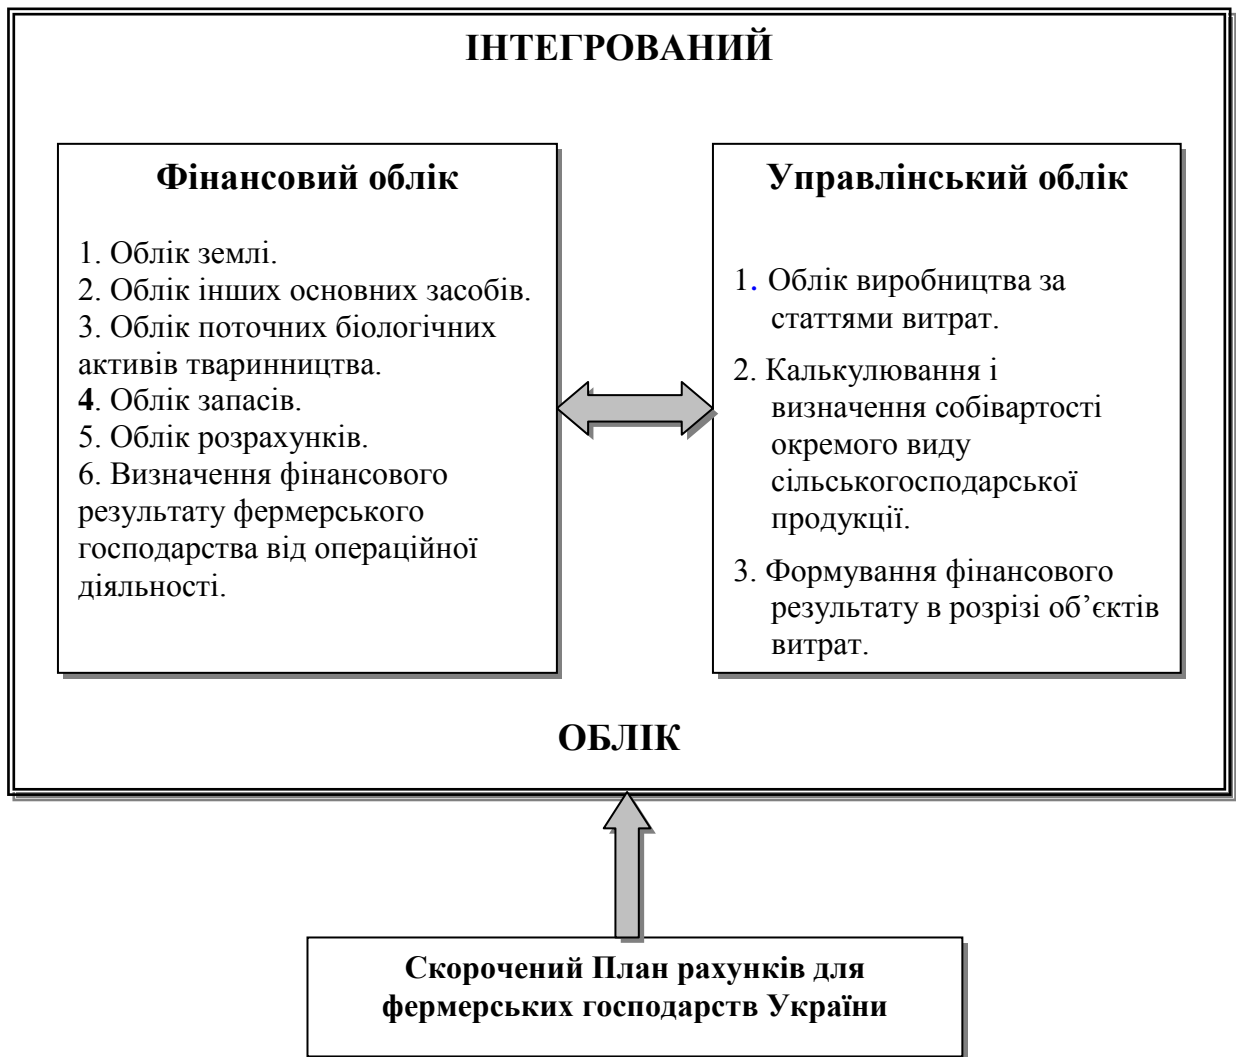 ІНТЕГРОВАНИЙ
Фінансовий облік
1. Облік землі.
2. Облік інших основних засобів.
3. Облік поточних біологічних
активів тваринництва.
4. Облік запасів.
5. Облік розрахунків.
6. Визначення фінансового
результату фермерського
господарства від операційної
діяльності.
Управлінський облік
1. Облік виробництва за
статтями витрат.
2. Калькулювання і
визначення собівартості
окремого виду
сільськогосподарської
продукції.
3. Формування фінансового
результату в розрізі об’єктів
витрат.
ОБЛІК
Скорочений План рахунків для
фермерських господарств України